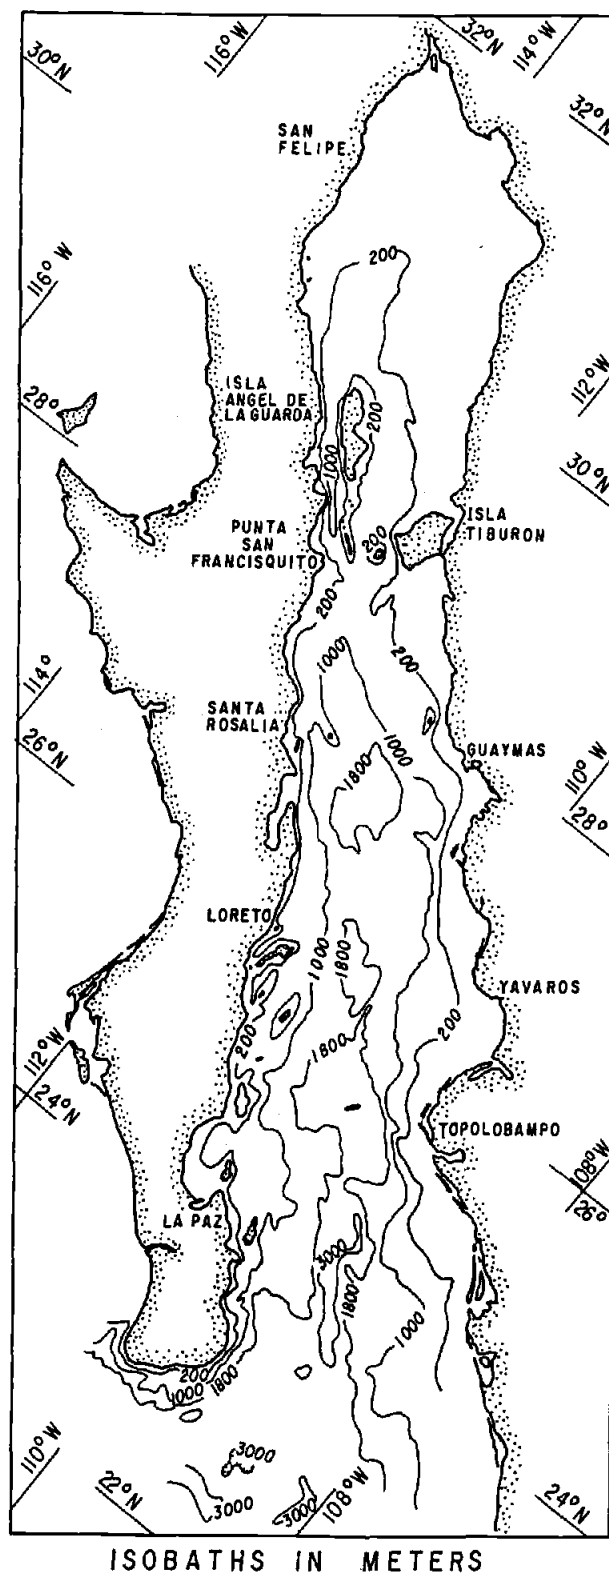 116° W
32° N
114° W
30° N
SAN
FELIPE
32° N
116° W
200
ISLA
ANGEL DE
LA GUARDA
200
112° W
28°
1000
30° N
ISLA
TIBURON
PUNTA
SAN
FRANCISQUITO
200
200
1000
200
114°
SANTA
ROSALIA
26° N
GUAYMAS
1000
1800
110° W
28°
LORETO
1000
1800
YAVAROS
200
200
1800
112° W
24° N
TOPOLOBAMPO
108° W
26°
LA PAZ
3000
1800
1000
200
1000
1800
110° W
22° N
3000
3000
3000
108° W
24° N
ISOBATHS IN METERS